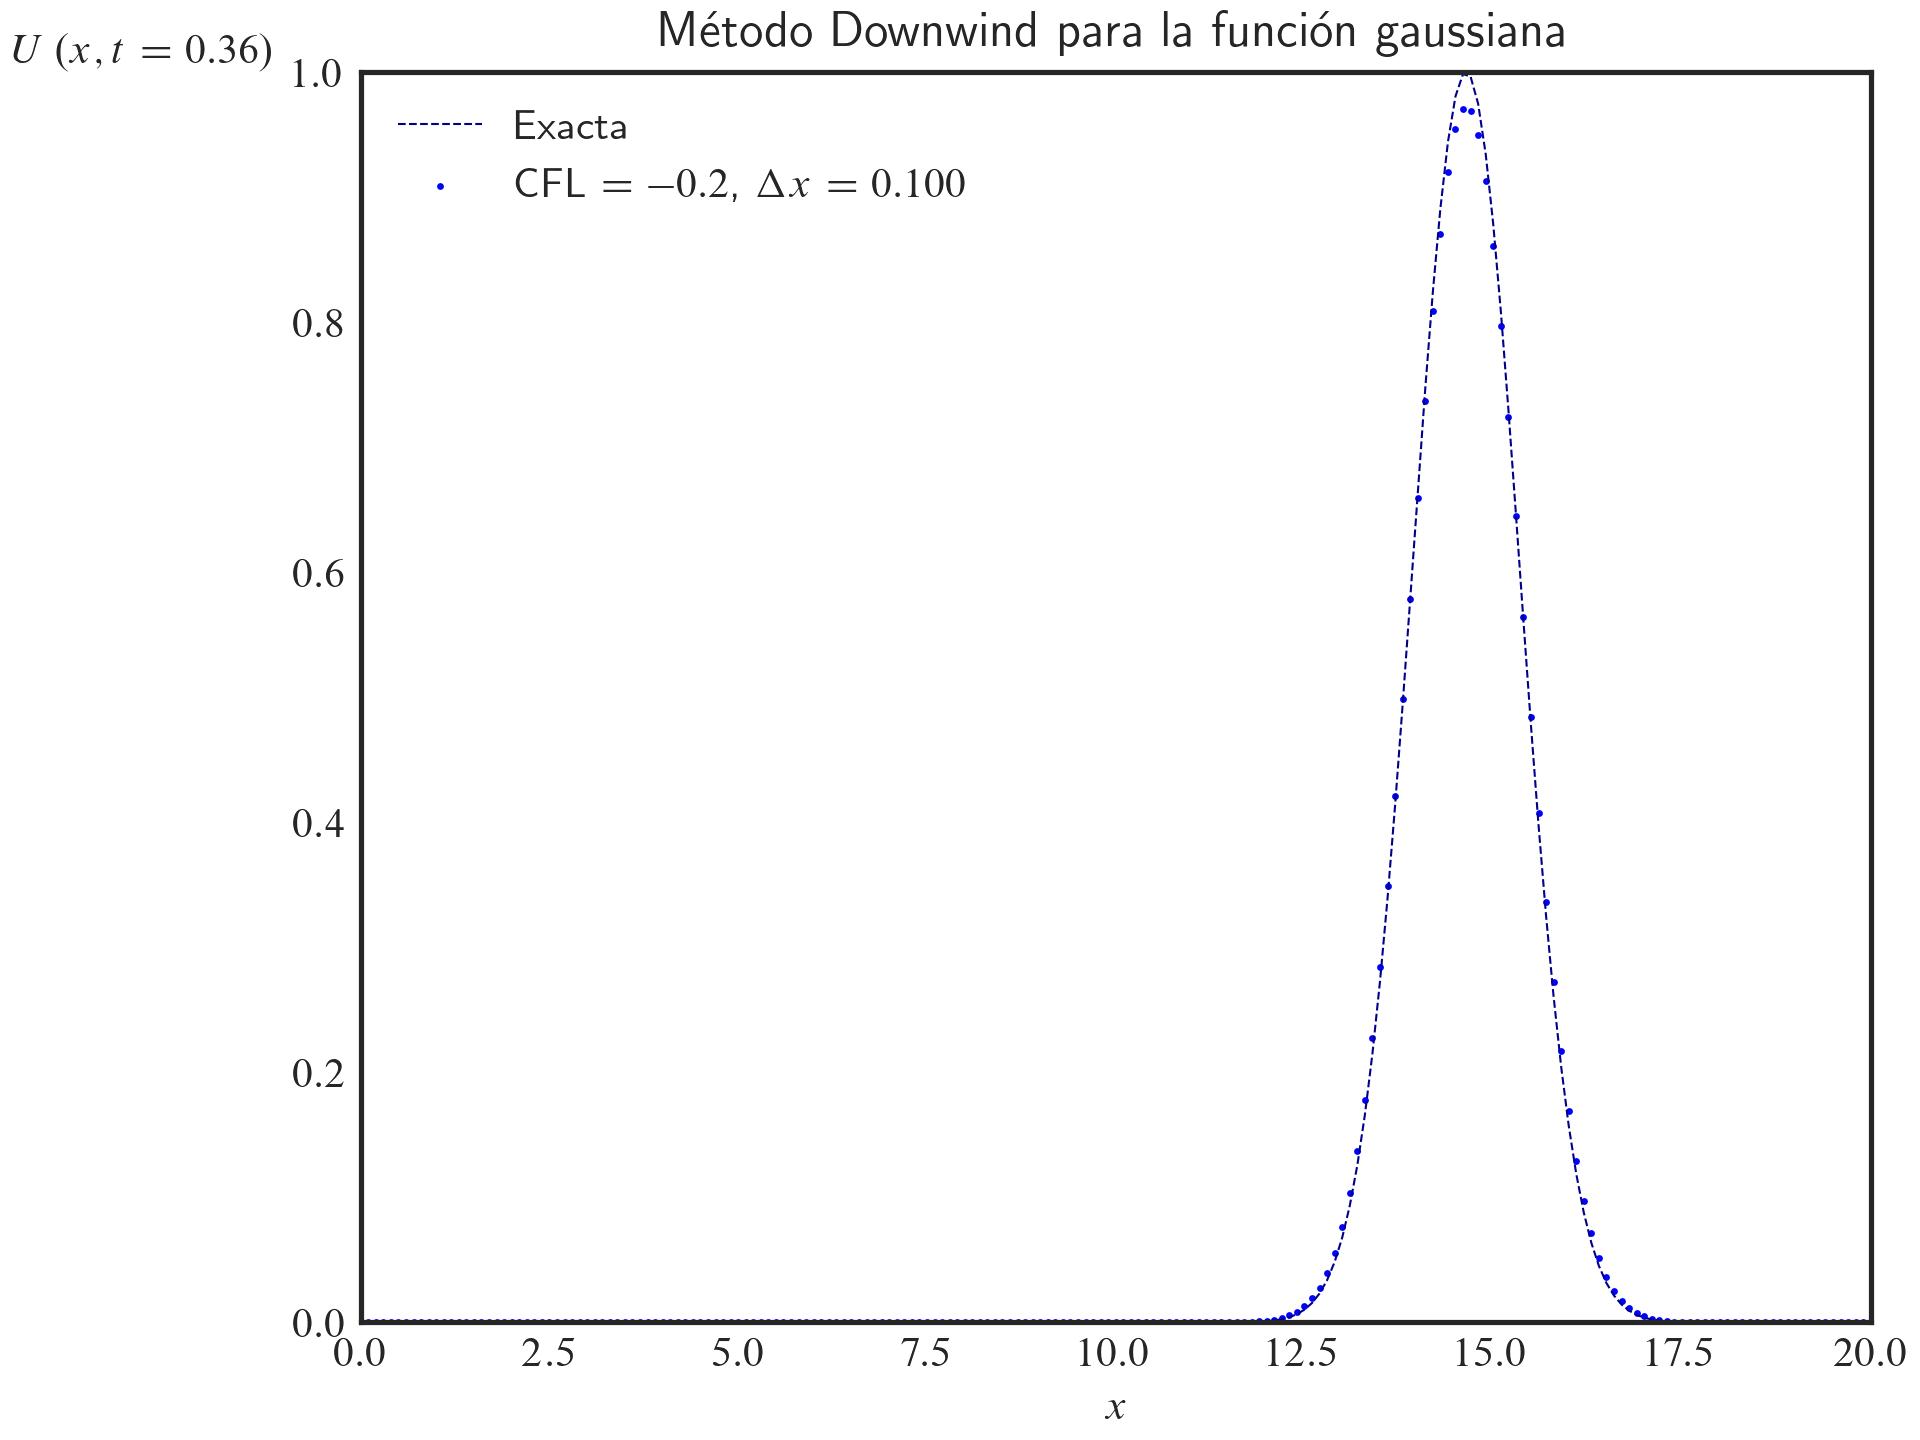 Método Downwind para la función gaussiana
U (x, t = 0.36)
Exacta
CFL = −0.2, Δx = 0.100
1.0
0.8
0.6
0.4
0.2
0.0
0.0 2.5 5.0 7.5 10.0 12.5 15.0 17.5 20.0
x